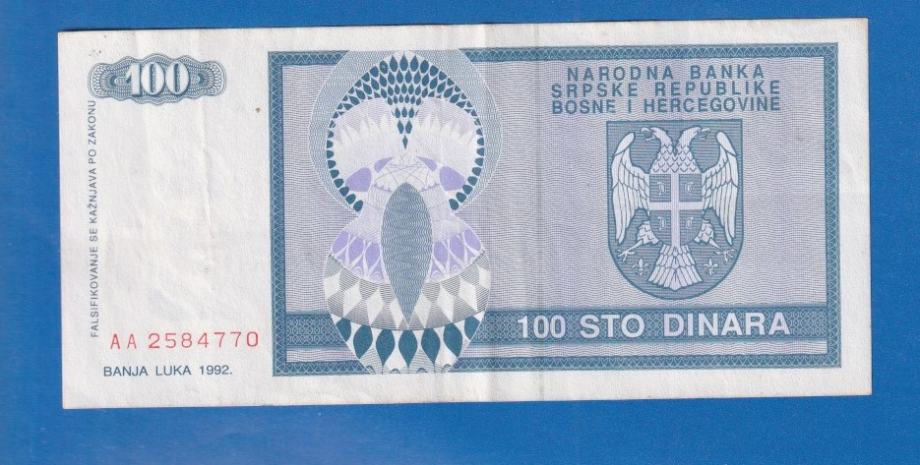 100
FALSIFIKOVANJE SE KAŽNJAVA PO ZAKONU
AA 2584770
BANJA LUKA 1992.
NARODNA BANKA
SRPSKE REPUBLIKE
BOSNE I HERCEGOVINE
100 STO DINARA